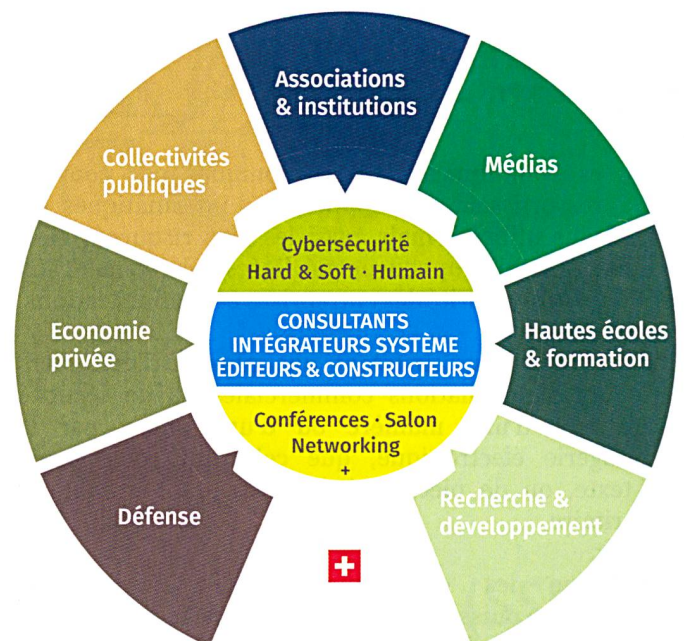 Associations
& institutions
Collectivités
publiques
Médias
Cybersécurité
Hard & Soft · Humain
Economie
privée
CONSULTANTS
INTÉGRATEURS SYSTÈME
ÉDITEURS & CONSTRUCTEURS
Hautes écoles
& formation
Conférences · Salon
Networking
+
Défense
Recherche &
développement